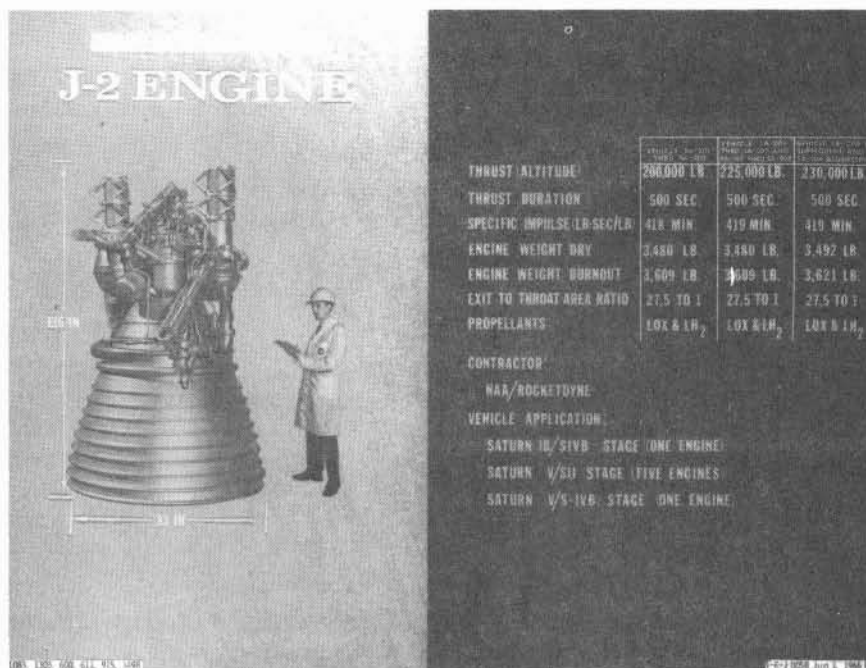 J-2 ENGINE
116 IN
THRUST ALTITUDE 200,000 LB. 225,000 LB. 230,000 LB.
THRUST DURATION 500 SEC. 500 SEC. 500 SEC.
SPECIFIC IMPULSE (LB-SEC/LB) 418 MIN. 419 MIN. 419 MIN.
ENGINE WEIGHT DRY 3,480 LB. 3,480 LB. 3,492 LB.
ENGINE WEIGHT BURNOUT 3,609 LB. 3,609 LB. 3,621 LB.
EXIT TO THROAT AREA RATIO 27.5 TO 1 27.5 TO 1 27.5 TO 1
PROPELLANTS LOX & LH2 LOX & LH2 LOX & LH2
CONTRACTOR:
NAA/ROCKETDYNE
VEHICLE APPLICATION:
SATURN IB/SIVB STAGE (ONE ENGINE)
SATURN V/SII STAGE (FIVE ENGINES
SATURN V/S-IVB STAGE (ONE ENGINE